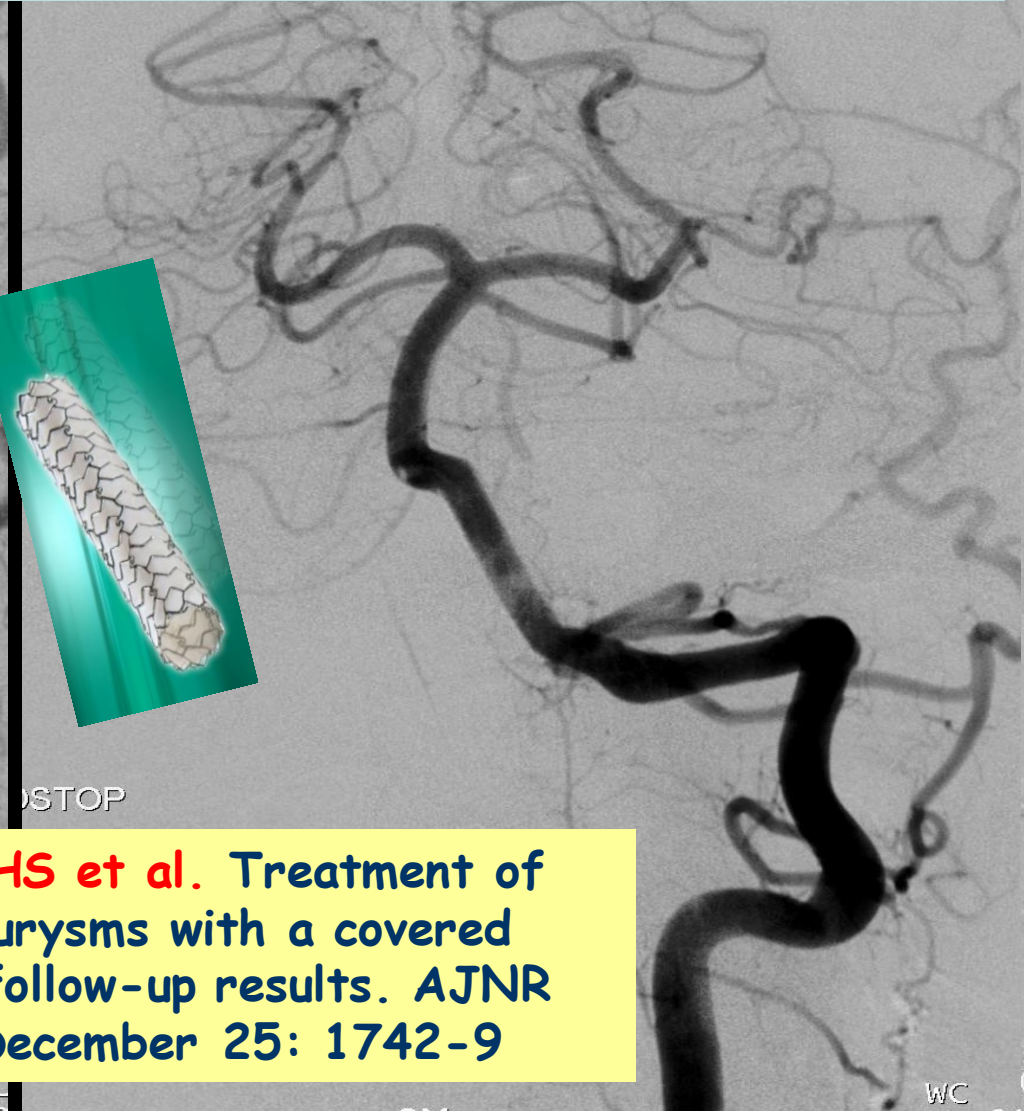 OSTOP
HS et al. Treatment of
urysms with a covered
follow-up results. AJNR
December 25: 1742-9
WC